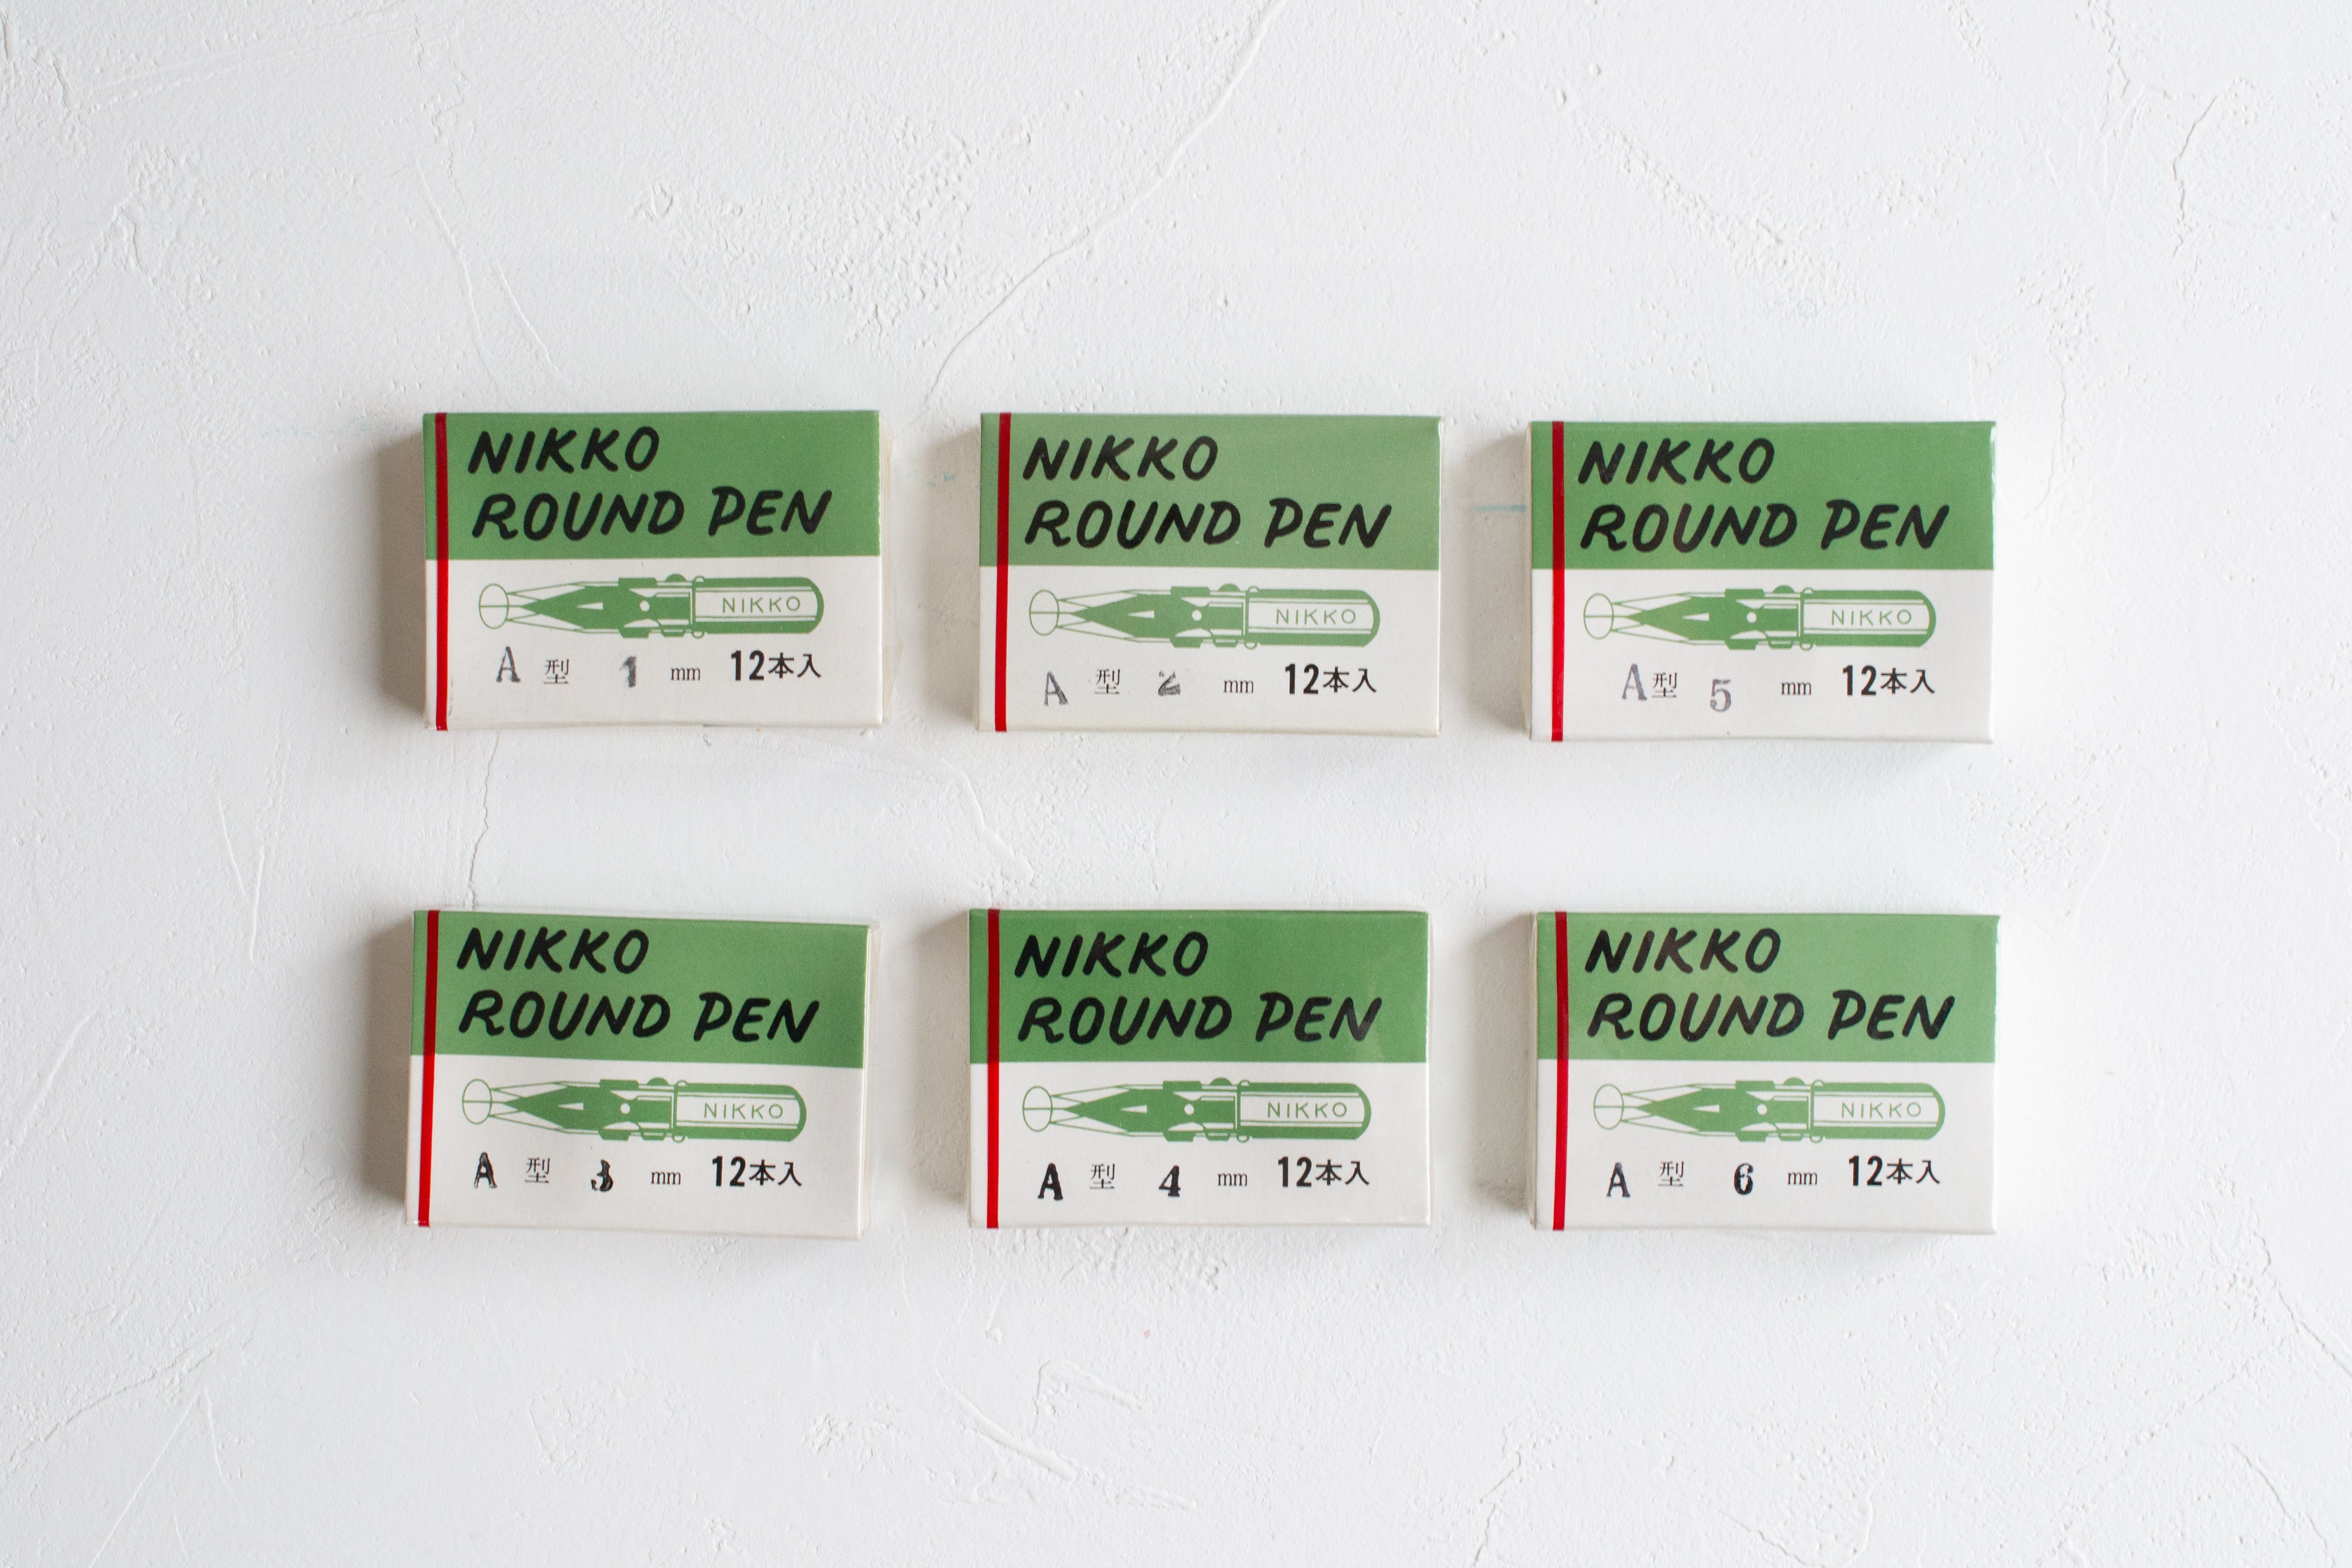 NIKKO
ROUND PEN
NIKKO
A 型 1 mm 12本入
NIKKO
ROUND PEN
NIKKO
A 型 2 mm 12本入
NIKKO
ROUND PEN
NIKKO
A 型 5 mm 12本入
NIKKO
ROUND PEN
NIKKO
A 型 3 mm 12本入
NIKKO
ROUND PEN
NIKKO
A 型 4 mm 12本入
NIKKO
ROUND PEN
NIKKO
A 型 6 mm 12本入